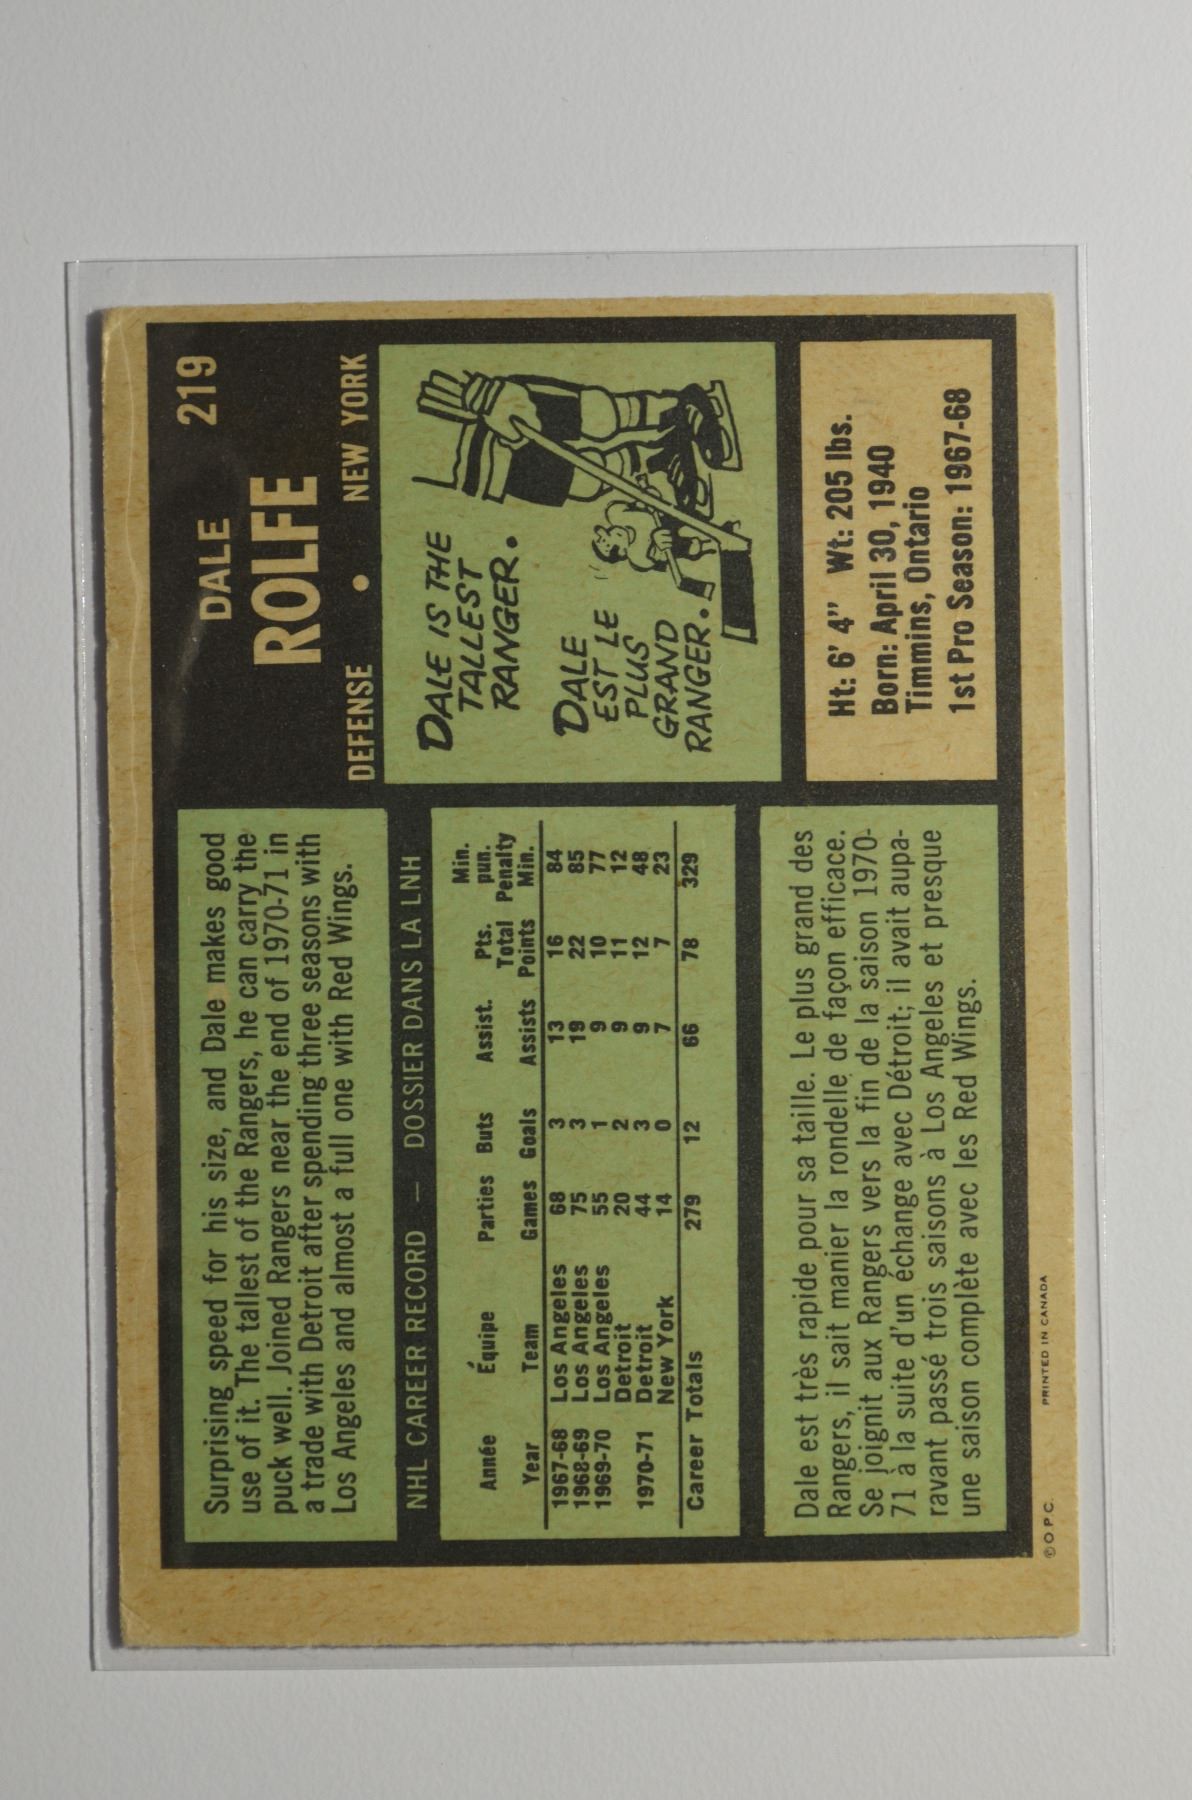 Surprising speed for his size, and Dale makes good
use of it. The tallest of the Rangers, he can carry the
puck well. Joined Rangers near the end of 1970-71 in
a trade with Detroit after spending three seasons with
Los Angeles and almost a full one with Red Wings.
DALE 219
ROLFE
DEFENSE • NEW YORK
NHL CAREER RECORD — DOSSIER DANS LA LNH
Année Équipe Parties Buts Assist. Pts. Min. pun.
Year Team Games Goals Assists Total Points Penalty Min.
1967-68 Los Angeles 68 3 13 16 84
1968-69 Los Angeles 75 3 19 22 85
1969-70 Los Angeles 55 1 9 10 77
Detroit 20 2 9 11 12
1970-71 Detroit 44 3 9 12 48
New York 14 0 7 7 23
Career Totals 279 12 66 78 329
DALE IS THE
TALLEST
RANGER.
DALE
EST LE
PLUS
GRAND
RANGER.
Dale est très rapide pour sa taille. Le plus grand des
Rangers, il sait manier la rondelle de façon efficace.
Se joignit aux Rangers vers la fin de la saison 1970-
71 à la suite d'un échange avec Détroit; il avait aupa-
ravant passé trois saisons à Los Angeles et presque
une saison complète avec les Red Wings.
Ht: 6' 4" Wt: 205 lbs.
Born: April 30, 1940
Timmins, Ontario
1st Pro Season: 1967-68
©O.P.C. PRINTED IN CANADA